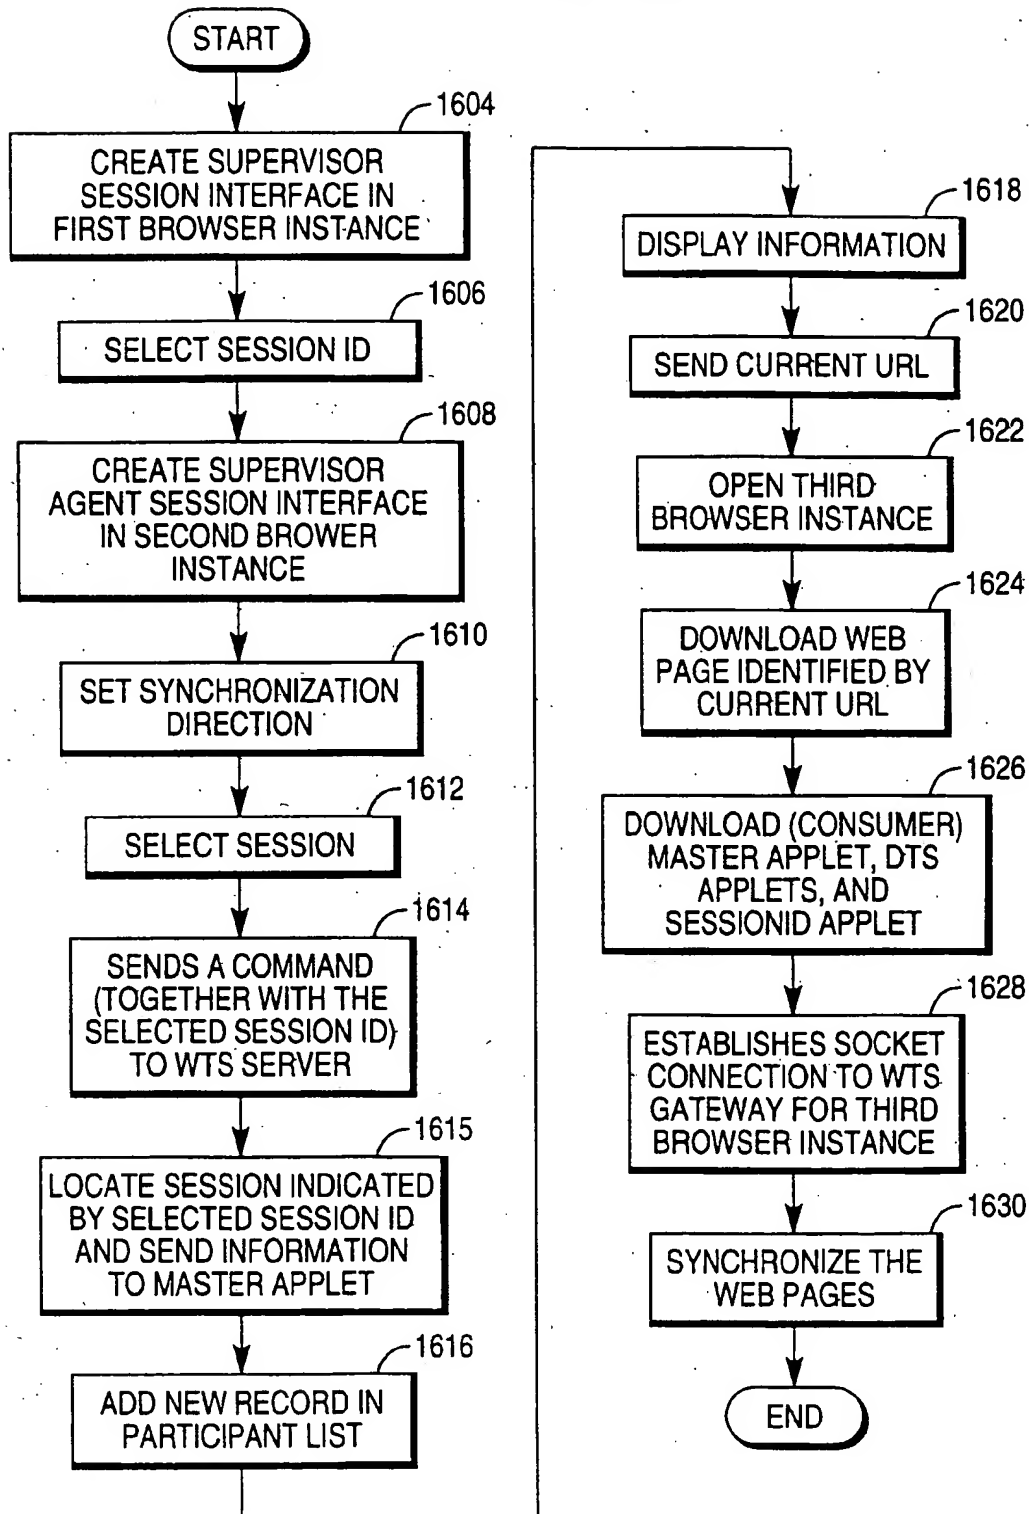 START
1604
CREATE SUPERVISOR
SESSION INTERFACE IN
FIRST BROWSER INSTANCE
1606
SELECT SESSION ID
1608
CREATE SUPERVISOR
AGENT SESSION INTERFACE
IN SECOND BROWER
INSTANCE
1610
SET SYNCHRONIZATION
DIRECTION
1612
SELECT SESSION
1614
SENDS A COMMAND
(TOGETHER WITH THE
SELECTED SESSION ID)
TO WTS SERVER
1615
LOCATE SESSION INDICATED
BY SELECTED SESSION ID
AND SEND INFORMATION
TO MASTER APPLET
1616
ADD NEW RECORD IN
PARTICIPANT LIST
1618
DISPLAY INFORMATION
1620
SEND CURRENT URL
1622
OPEN THIRD
BROWSER INSTANCE
1624
DOWNLOAD WEB
PAGE IDENTIFIED BY
CURRENT URL
1626
DOWNLOAD (CONSUMER)
MASTER APPLET, DTS
APPLETS, AND
SESSIONID APPLET
1628
ESTABLISHES SOCKET
CONNECTION TO WTS
GATEWAY FOR THIRD
BROWSER INSTANCE
1630
SYNCHRONIZE THE
WEB PAGES
END